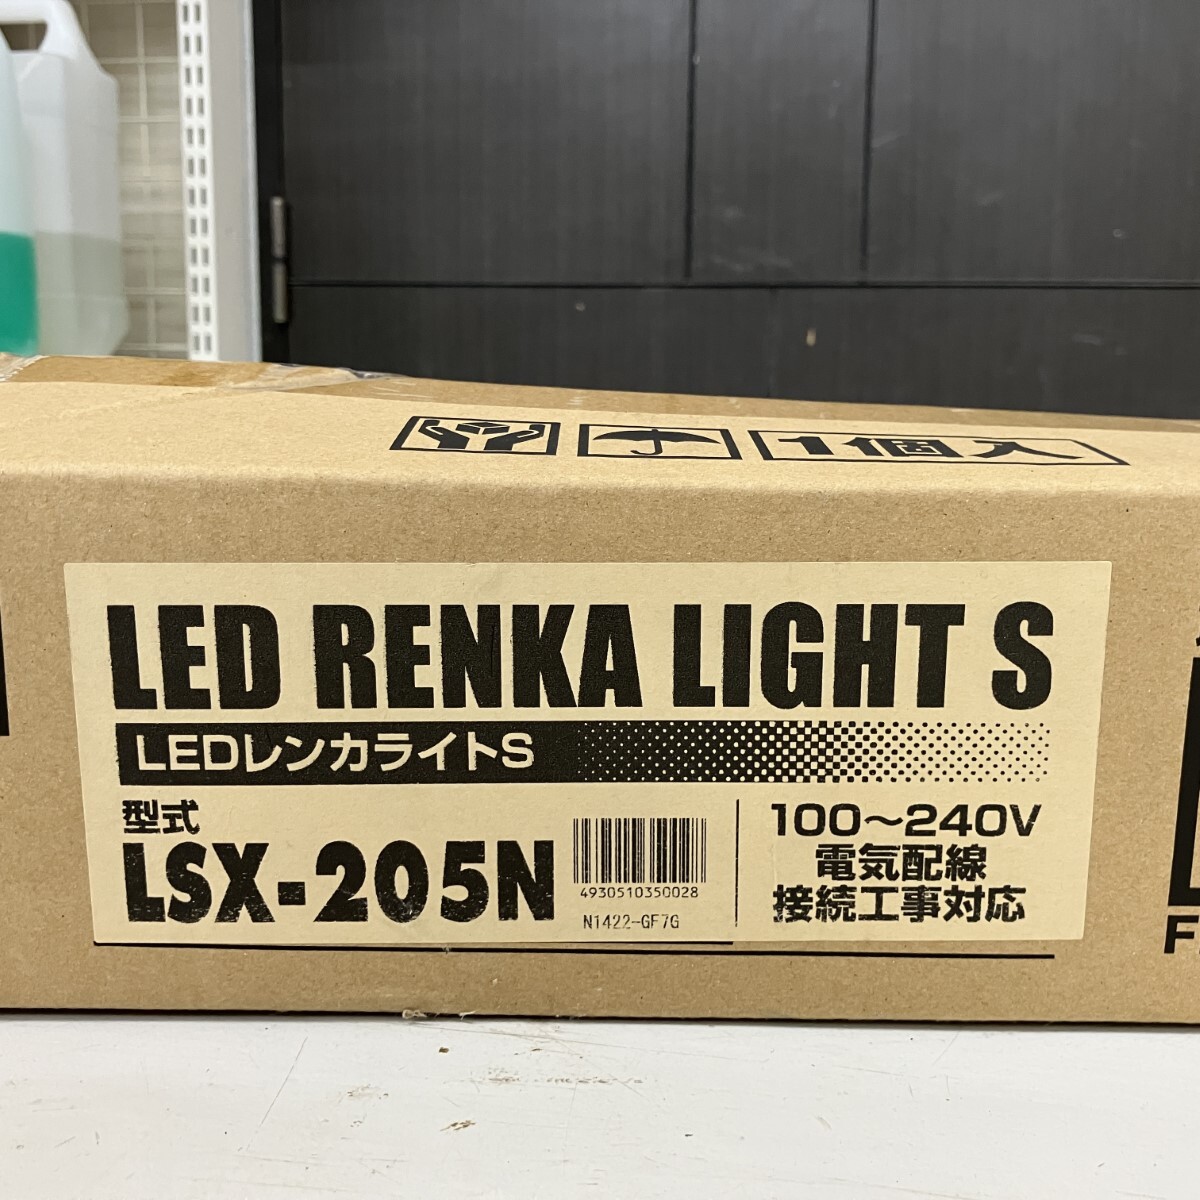 1個入
LED RENKA LIGHT S
LEDレンカライトS
型式
LSX-205N
4930510350028
N1422-GF7G
100～240V
電気配線
接続工事対応